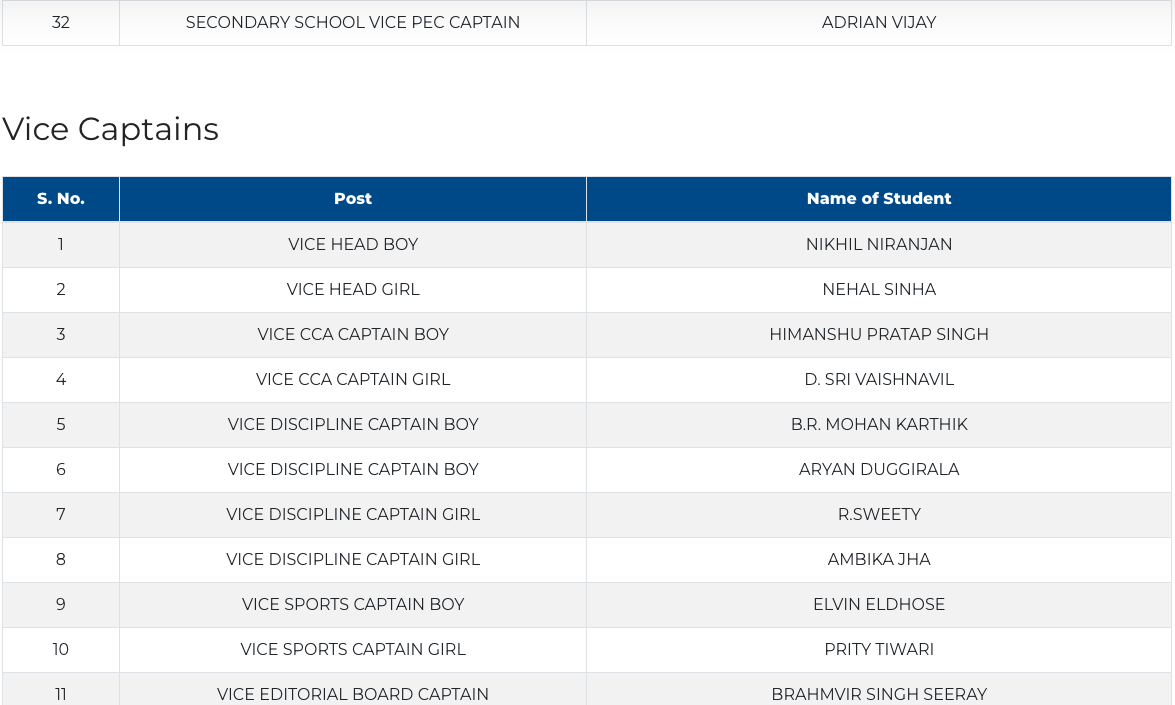 32 SECONDARY SCHOOL VICE PEC CAPTAIN ADRIAN VIJAY
Vice Captains
S. No. Post Name of Student
1 VICE HEAD BOY NIKHIL NIRANJAN
2 VICE HEAD GIRL NEHAL SINHA
3 VICE CCA CAPTAIN BOY HIMANSHU PRATAP SINGH
4 VICE CCA CAPTAIN GIRL D. SRI VAISHNAVIL
5 VICE DISCIPLINE CAPTAIN BOY B.R. MOHAN KARTHIK
6 VICE DISCIPLINE CAPTAIN BOY ARYAN DUGGIRALA
7 VICE DISCIPLINE CAPTAIN GIRL R.SWEETY
8 VICE DISCIPLINE CAPTAIN GIRL AMBIKA JHA
9 VICE SPORTS CAPTAIN BOY ELVIN ELDHOSE
10 VICE SPORTS CAPTAIN GIRL PRITY TIWARI
11 VICE EDITORIAL BOARD CAPTAIN BRAHMVIR SINGH SEERAY